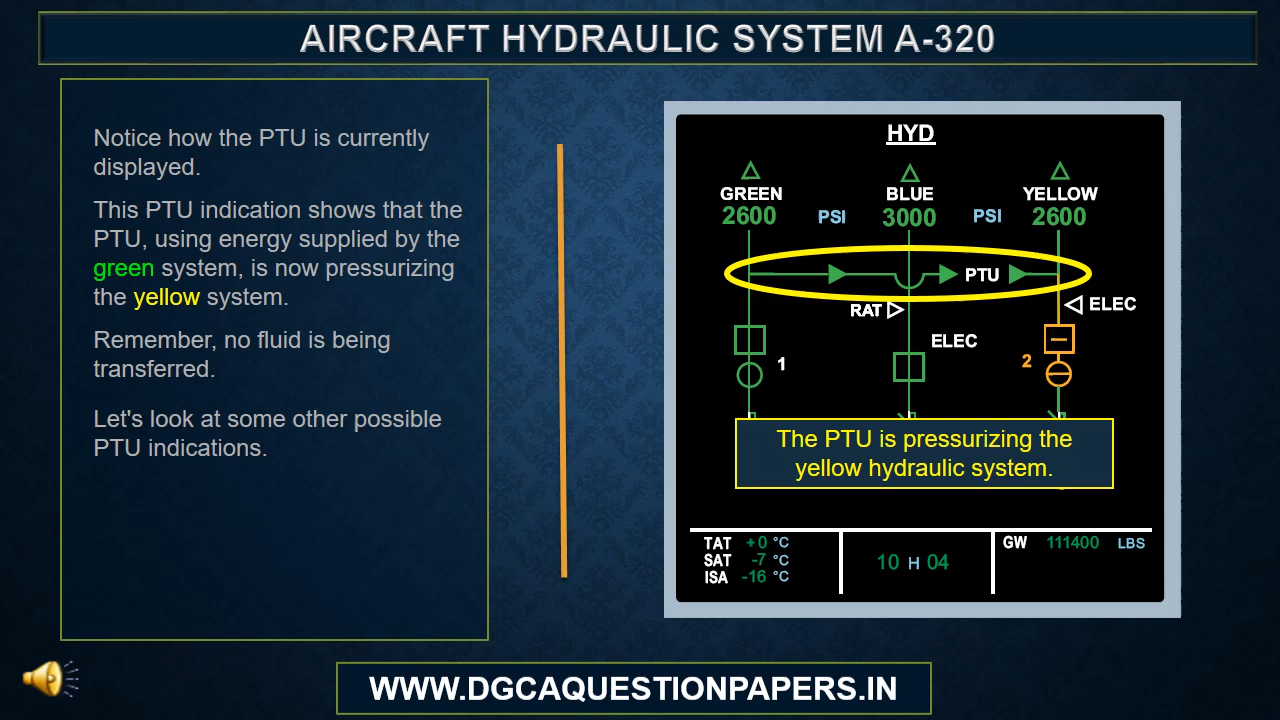 AIRCRAFT HYDRAULIC SYSTEM A-320
Notice how the PTU is currently
displayed.
This PTU indication shows that the
PTU, using energy supplied by the
green system, is now pressurizing
the yellow system.
Remember, no fluid is being
transferred.
Let's look at some other possible
PTU indications.
HYD
GREEN BLUE YELLOW
2600 PSI 3000 PSI 2600
PTU
RAT ELEC
ELEC
1 2
The PTU is pressurizing the
yellow hydraulic system.
TAT +0 °C
SAT -7 °C
ISA -16 °C
10 H 04
GW 111400 LBS
WWW.DGCAQUESTIONPAPERS.IN